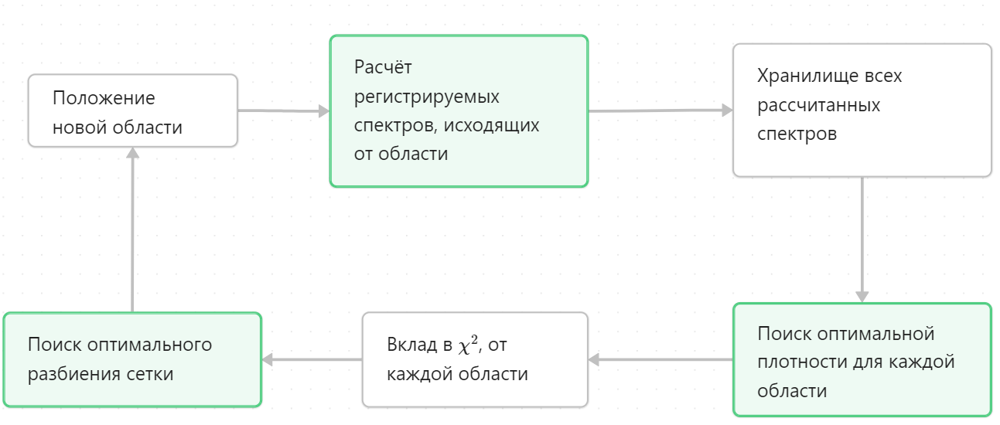 Положение
новой области
Расчёт
регистрируемых
спектров, исходящих
от области
Хранилище всех
рассчитанных
спектров
Поиск оптимального
разбиения сетки
Вклад в χ², от
каждой области
Поиск оптимальной
плотности для каждой
области